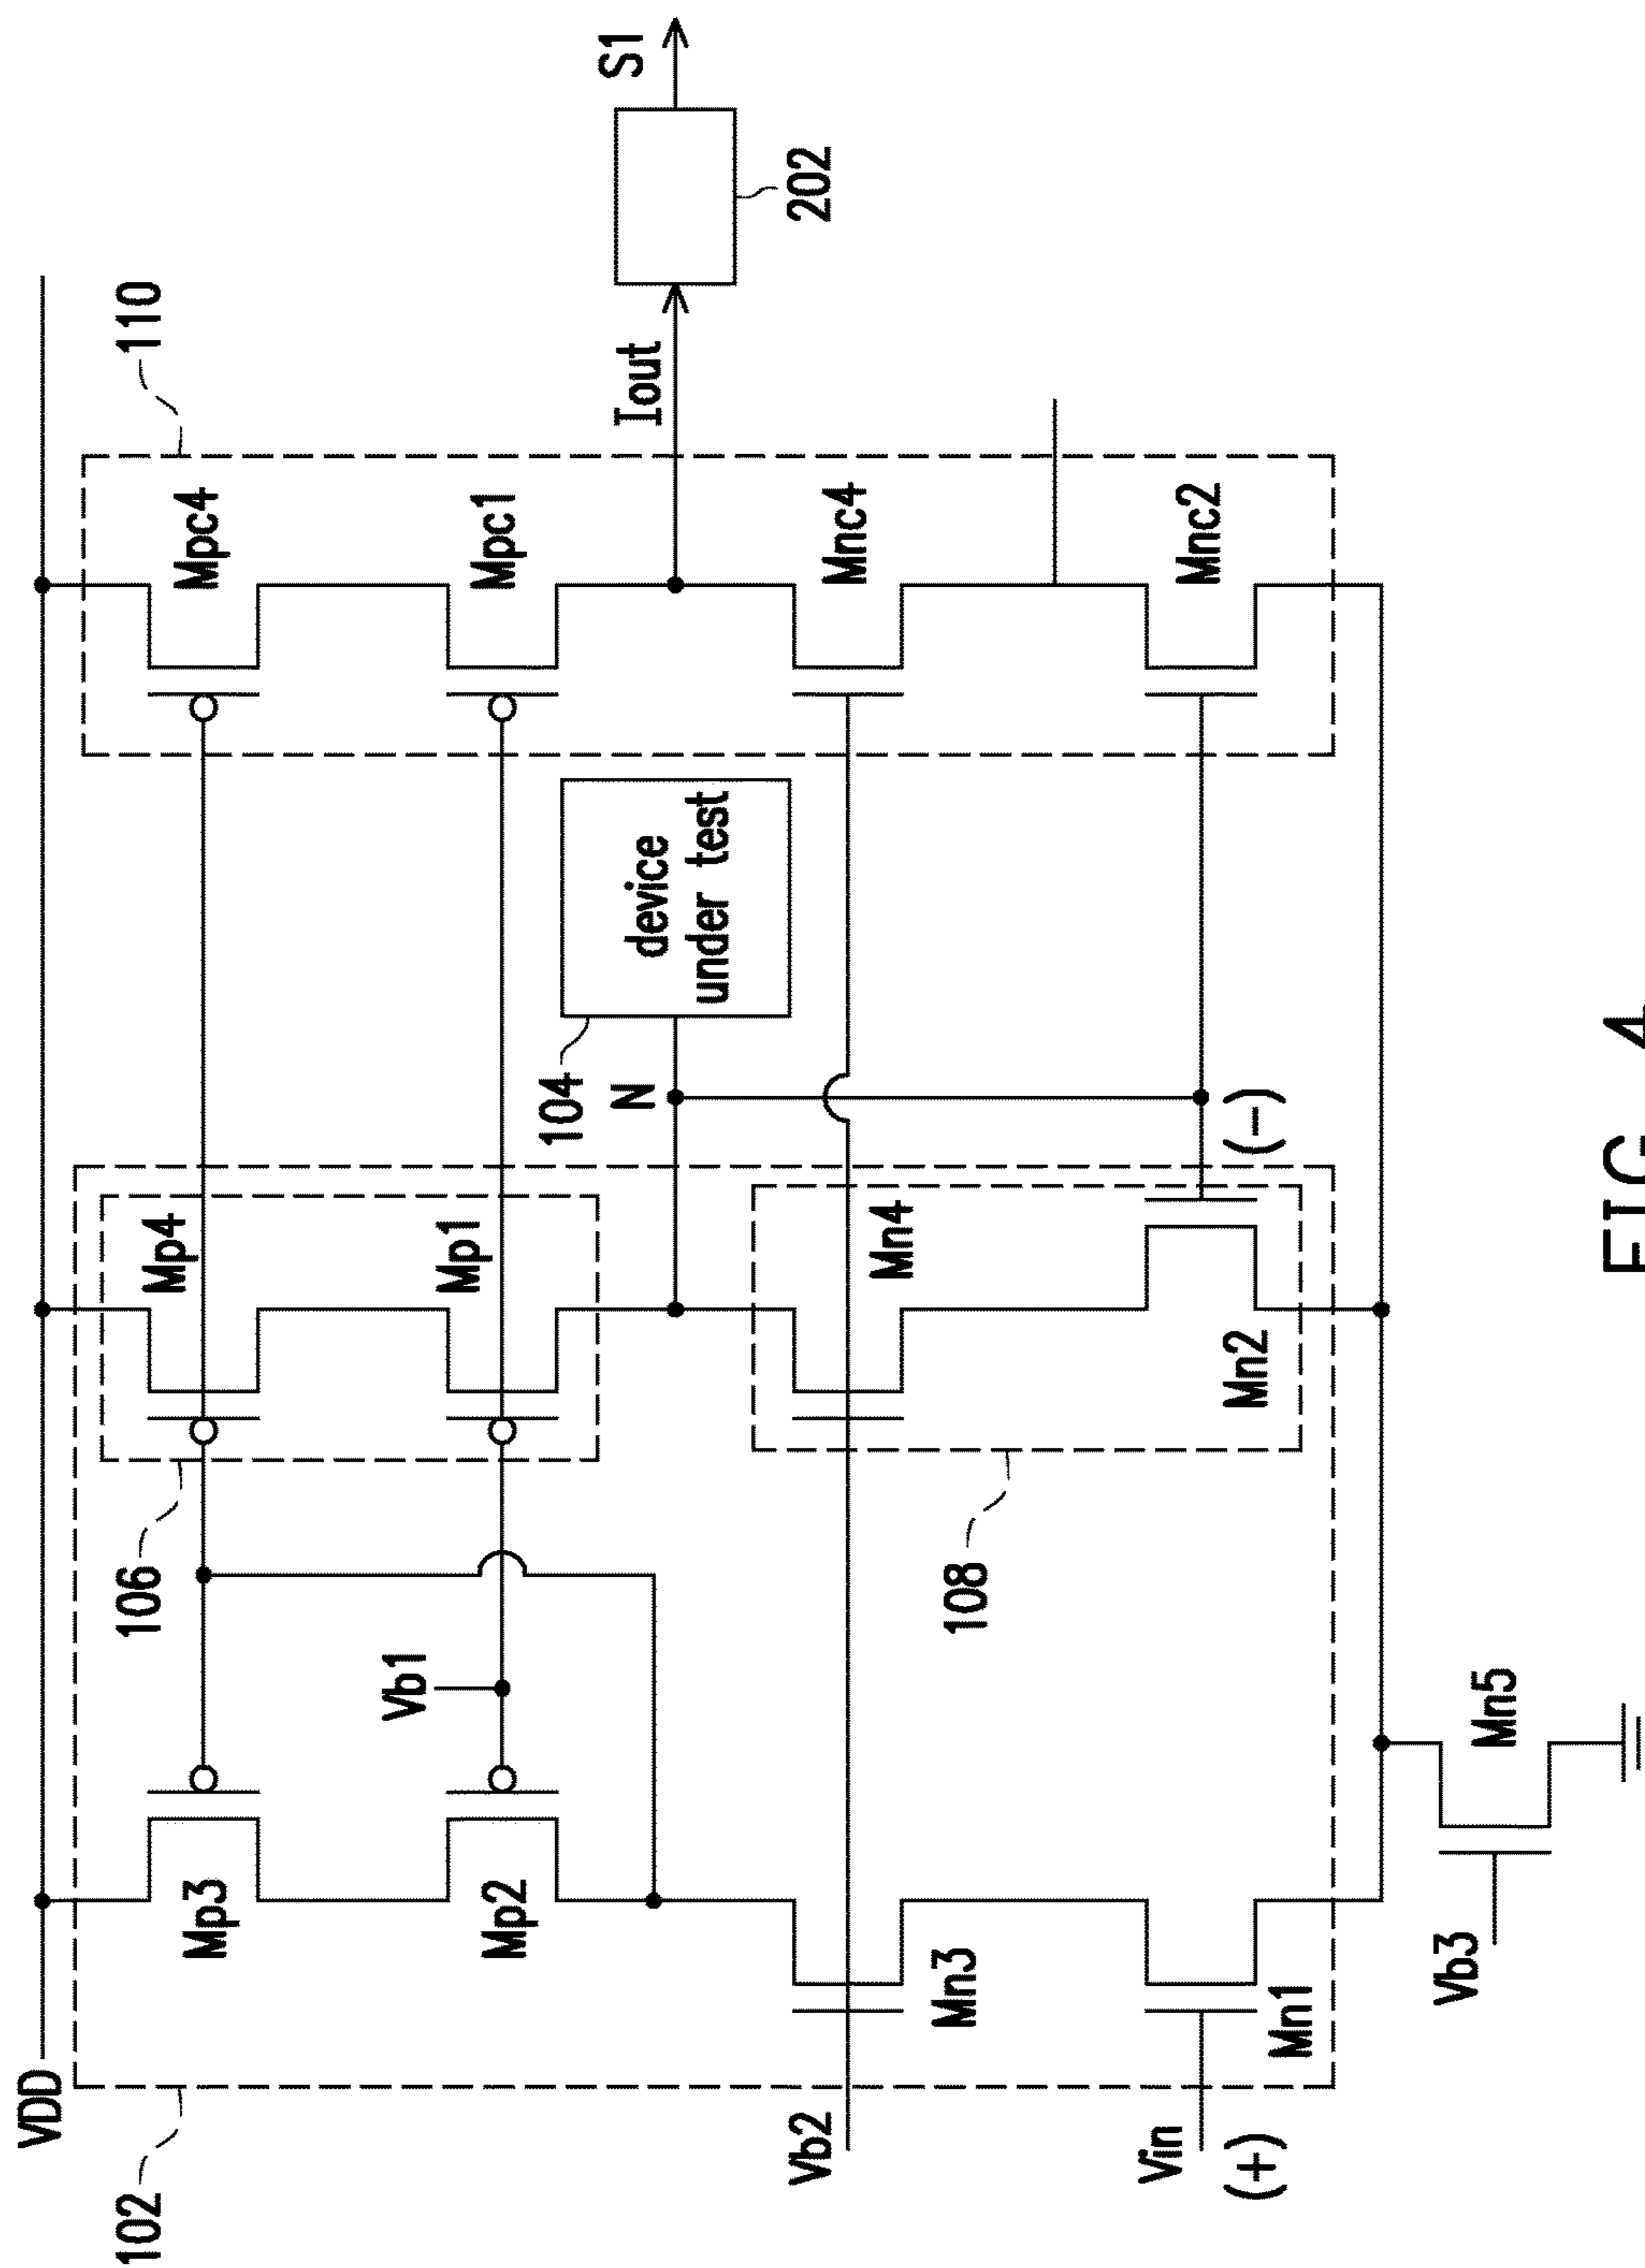 VDD
102
106
110
Mp3
Mp4
Mpc4
Vb1
Mp2
Mp1
Mpc1
104
N
device
under test
Iout
S1
202
Vb2
Mn3
108
Mn4
Mnc4
Vin
(+)
Mn1
Mn2
(-)
Mnc2
Vb3
Mn5
FIG. 4